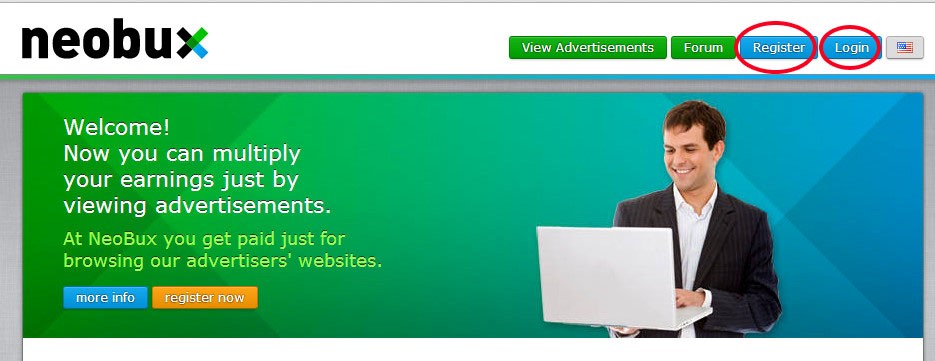 neobux
View Advertisements
Forum
Register
Login
Welcome!
Now you can multiply
your earnings just by
viewing advertisements.
At NeoBux you get paid just for
browsing our advertisers' websites.
more info
register now